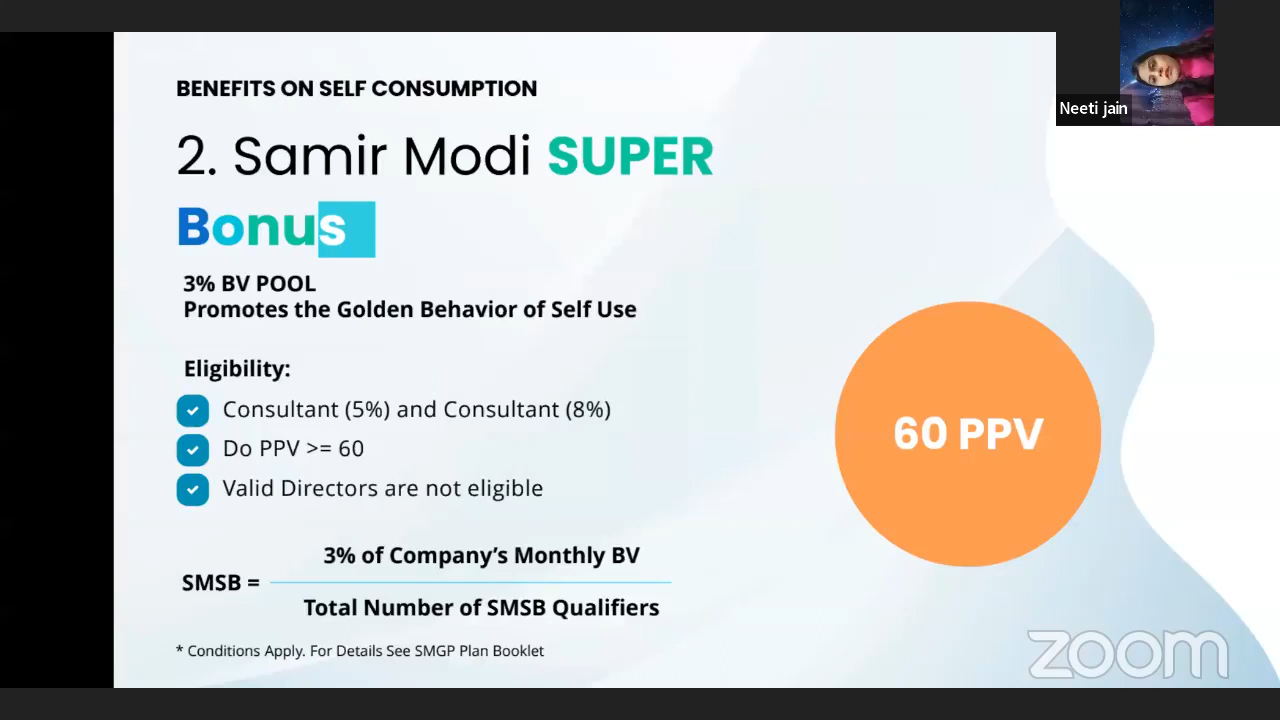 BENEFITS ON SELF CONSUMPTION
Neeti jain
2. Samir Modi SUPER
Bonus
3% BV POOL
Promotes the Golden Behavior of Self Use
Eligibility:
Consultant (5%) and Consultant (8%)
Do PPV >= 60
Valid Directors are not eligible
60 PPV
3% of Company’s Monthly BV
SMSB =
Total Number of SMSB Qualifiers
* Conditions Apply. For Details See SMGP Plan Booklet
zoom